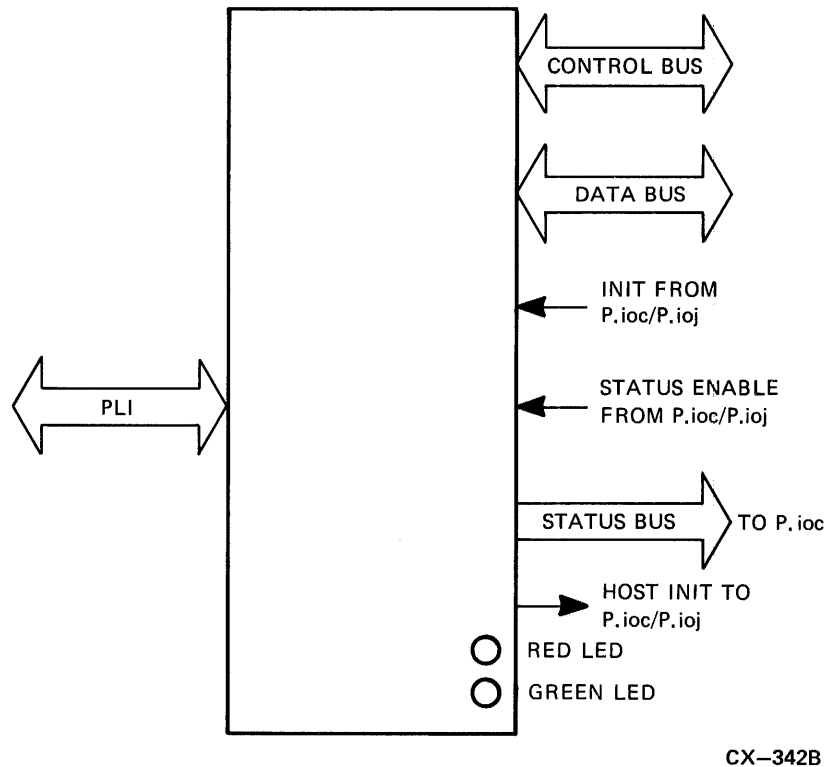 CONTROL BUS
DATA BUS
INIT FROM
P.ioc/P.ioj
STATUS ENABLE
FROM P.ioc/P.ioj
PLI
STATUS BUS TO P.ioc
HOST INIT TO
P.ioc/P.ioj
RED LED
GREEN LED
CX–342B